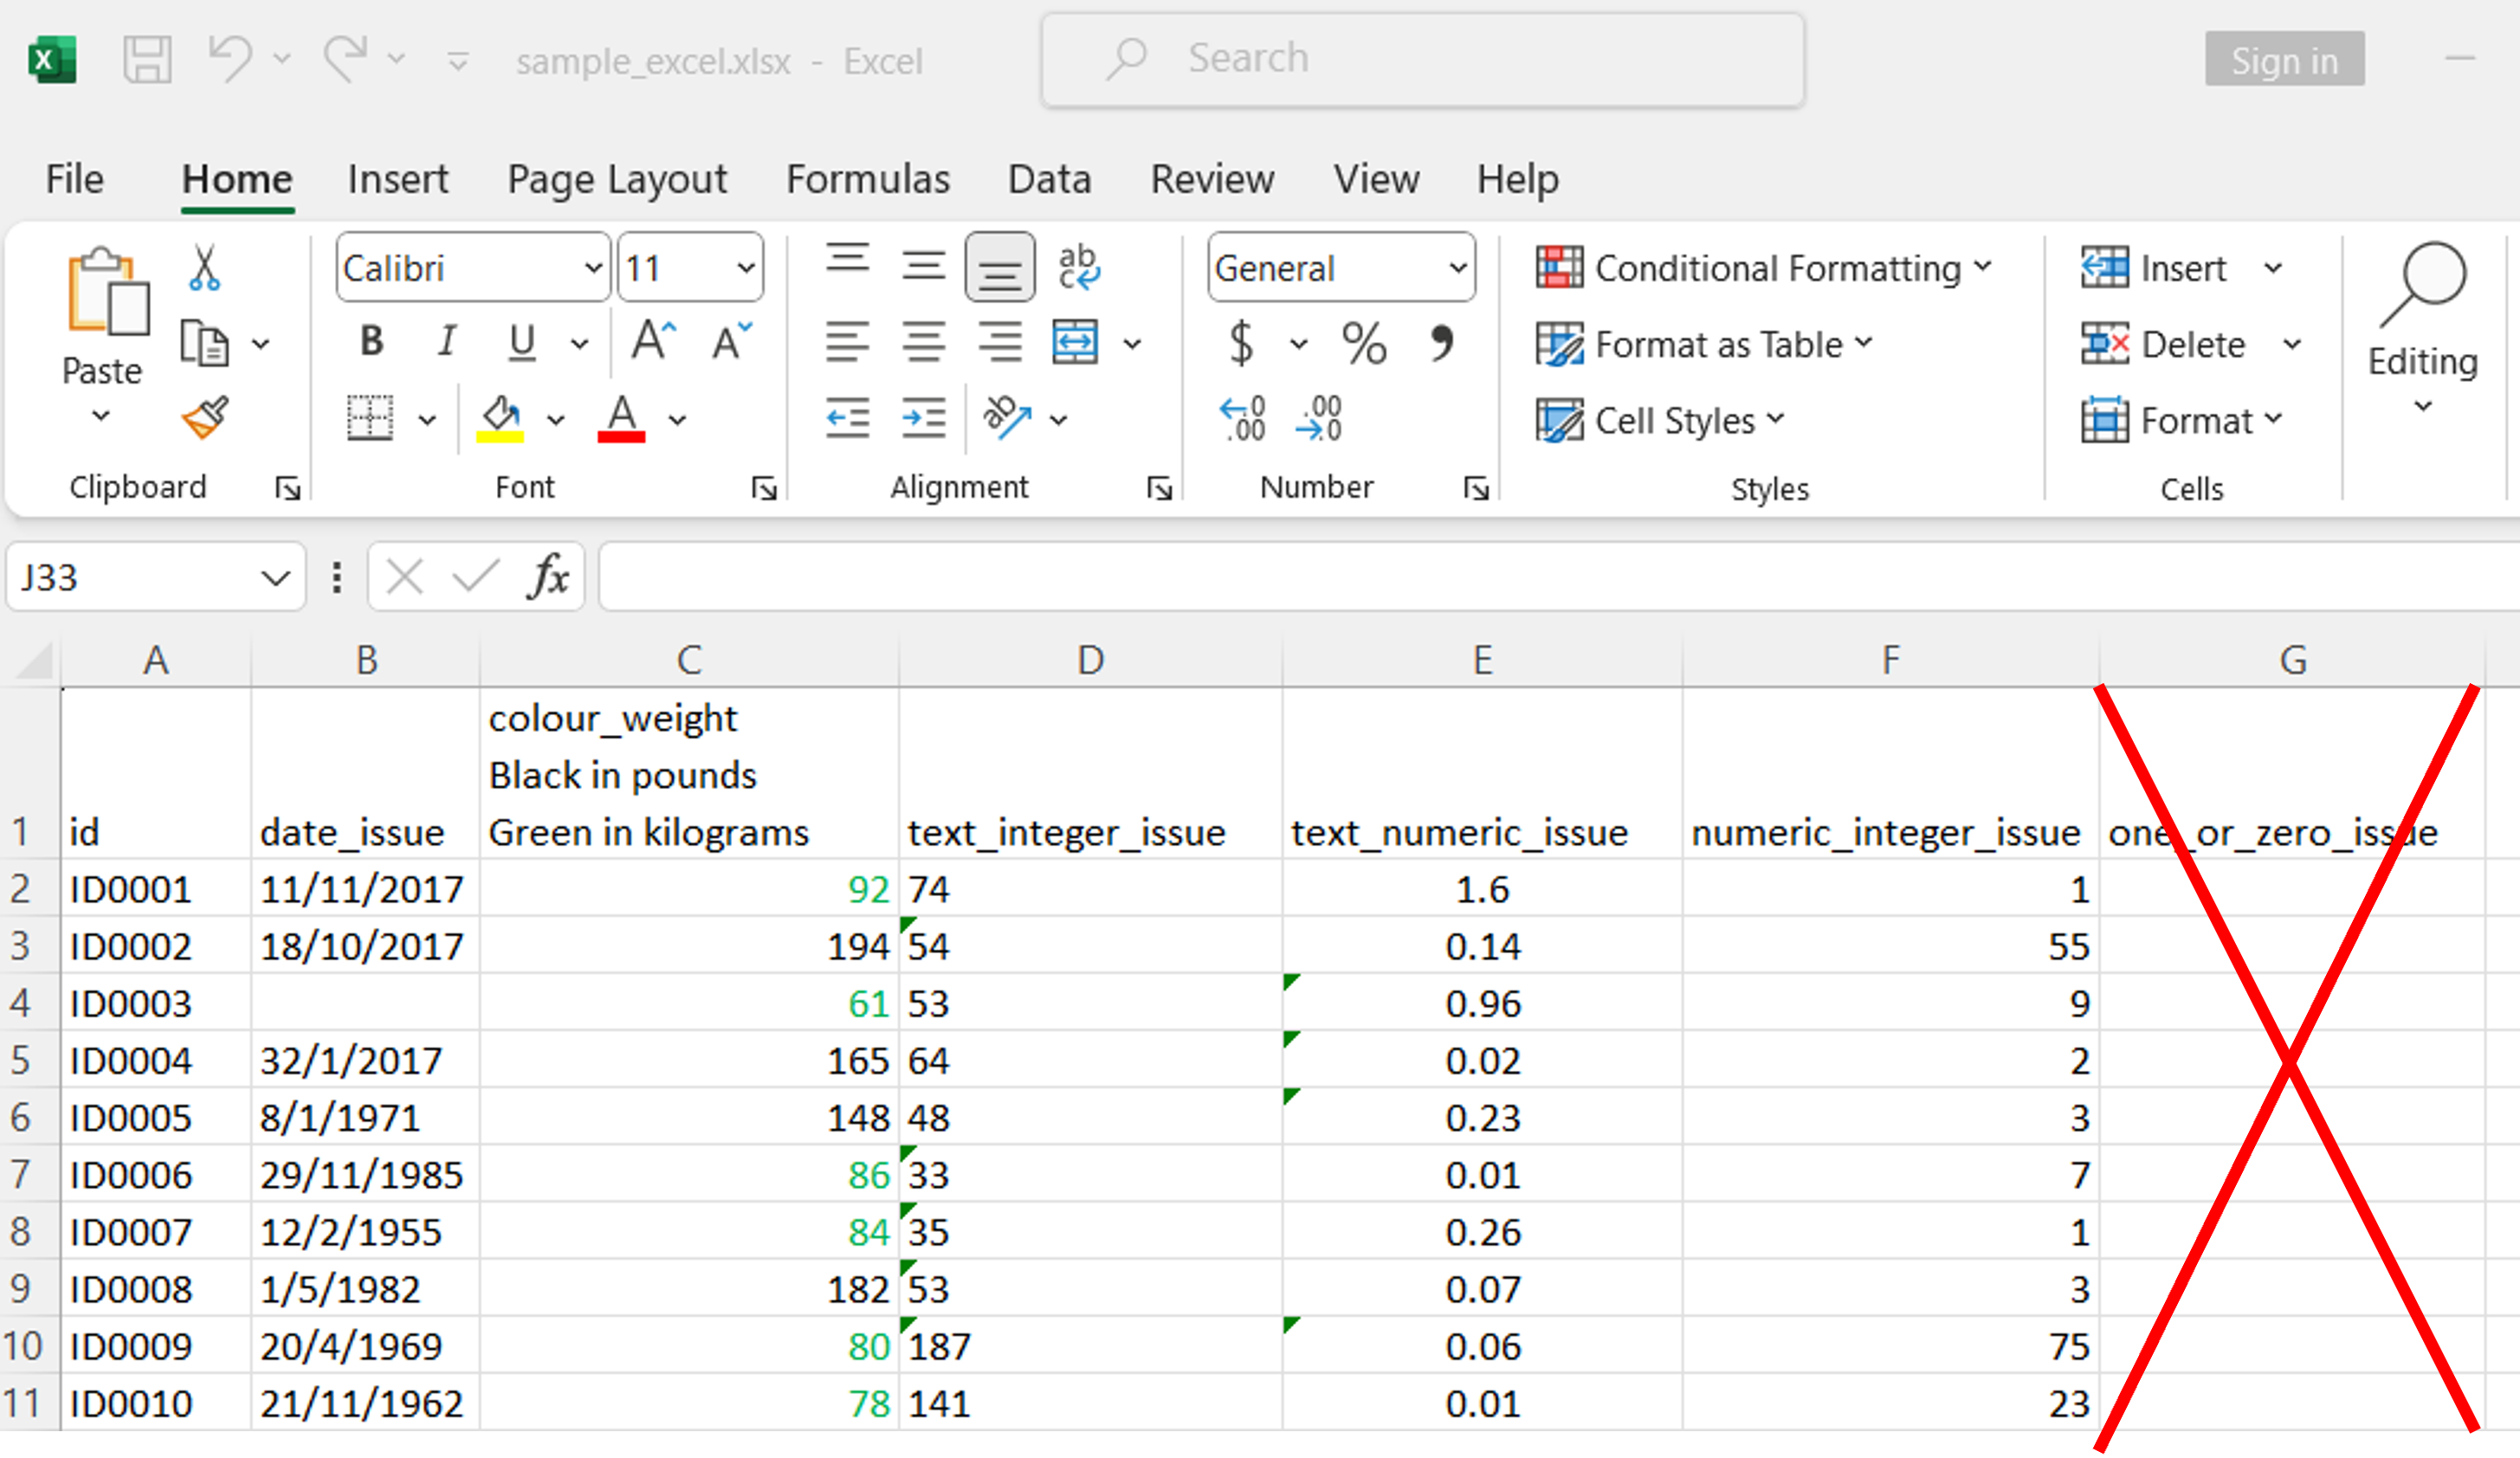 X sample_excel.xlsx - Excel Search Sign in
File Home Insert Page Layout Formulas Data Review View Help
Paste
Clipboard
Calibri 11
B I U A A
A
Font
ab
c
ab
Alignment
General
$ % ,
.0 .00 .00 .0
Number
Conditional Formatting
Format as Table
Cell Styles
Styles
Insert
Delete
Format
Cells
Editing
J33 fx
A B C D E F G
colour_weight
Black in pounds
1 id date_issue Green in kilograms text_integer_issue text_numeric_issue numeric_integer_issue one_or_zero_issue
2 ID0001 11/11/2017 92 74 1.6 1
3 ID0002 18/10/2017 194 54 0.14 55
4 ID0003 61 53 0.96 9
5 ID0004 32/1/2017 165 64 0.02 2
6 ID0005 8/1/1971 148 48 0.23 3
7 ID0006 29/11/1985 86 33 0.01 7
8 ID0007 12/2/1955 84 35 0.26 1
9 ID0008 1/5/1982 182 53 0.07 3
10 ID0009 20/4/1969 80 187 0.06 75
11 ID0010 21/11/1962 78 141 0.01 23